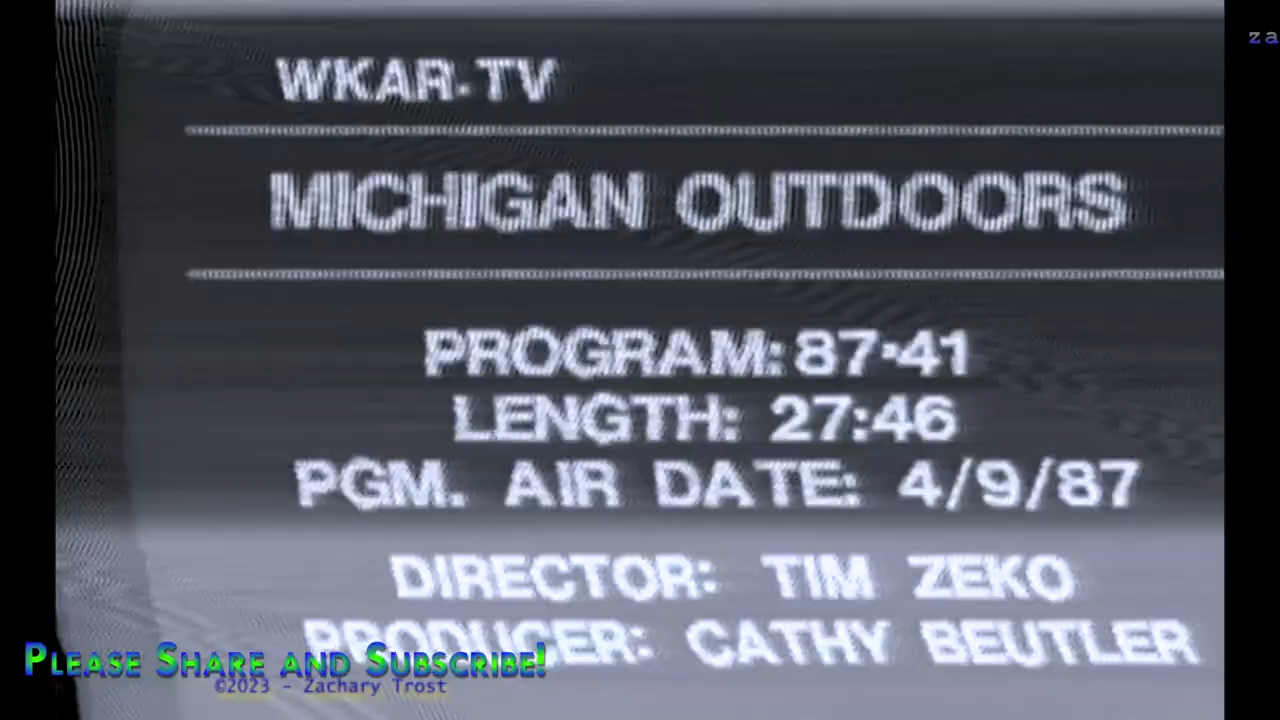 WKAR-TV
za
MICHIGAN OUTDOORS
PROGRAM: 87-41
LENGTH: 27:46
PGM. AIR DATE: 4/9/87
DIRECTOR: TIM ZEKO
PRODUCER: CATHY BEUTLER
PLEASE SHARE AND SUBSCRIBE!
©2023 - Zachary Trost